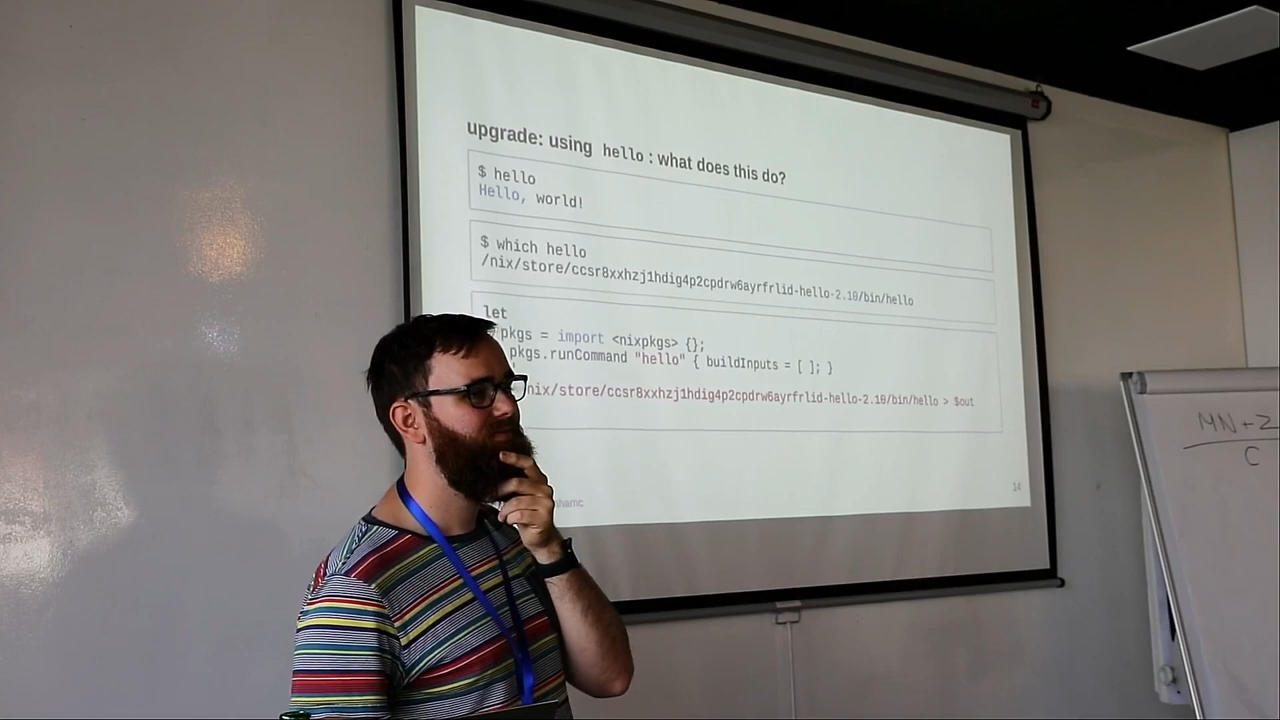 upgrade: using hello : what does this do?
$ hello
Hello, world!
$ which hello
/nix/store/ccsr8xxhzj1hdig4p2cpdrw6ayrfrlid-hello-2.10/bin/hello
let
pkgs = import <nixpkgs> {};
pkgs.runCommand "hello" { buildInputs = [ ]; }
nix/store/ccsr8xxhzj1hdig4p2cpdrw6ayrfrlid-hello-2.10/bin/hello > $out
14
hamc
MN+2
C